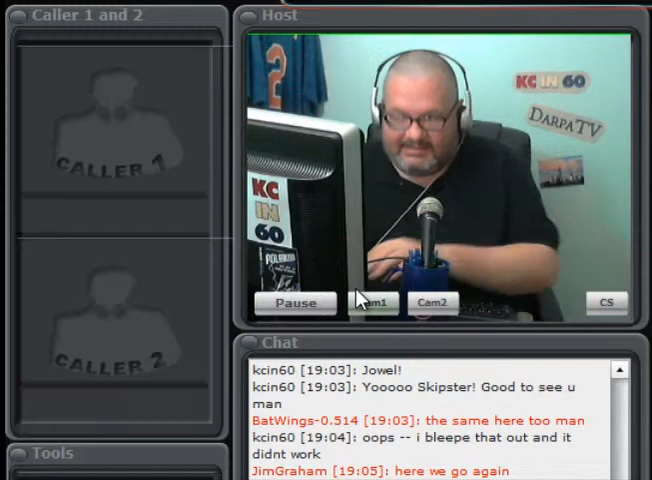 Caller 1 and 2
CALLER 1
CALLER 2
Tools
Host
2
KC IN 60
DARPATV
KC
IN
60
Pause
Cam2
CS
Chat
kcin60 [19:03]: Jowel!
kcin60 [19:03]: Yooooo Skipster! Good to see u
man
BatWings-0.514 [19:03]: the same here too man
kcin60 [19:04]: oops -- i bleepe that out and it
didnt work
JimGraham [19:05]: here we go again